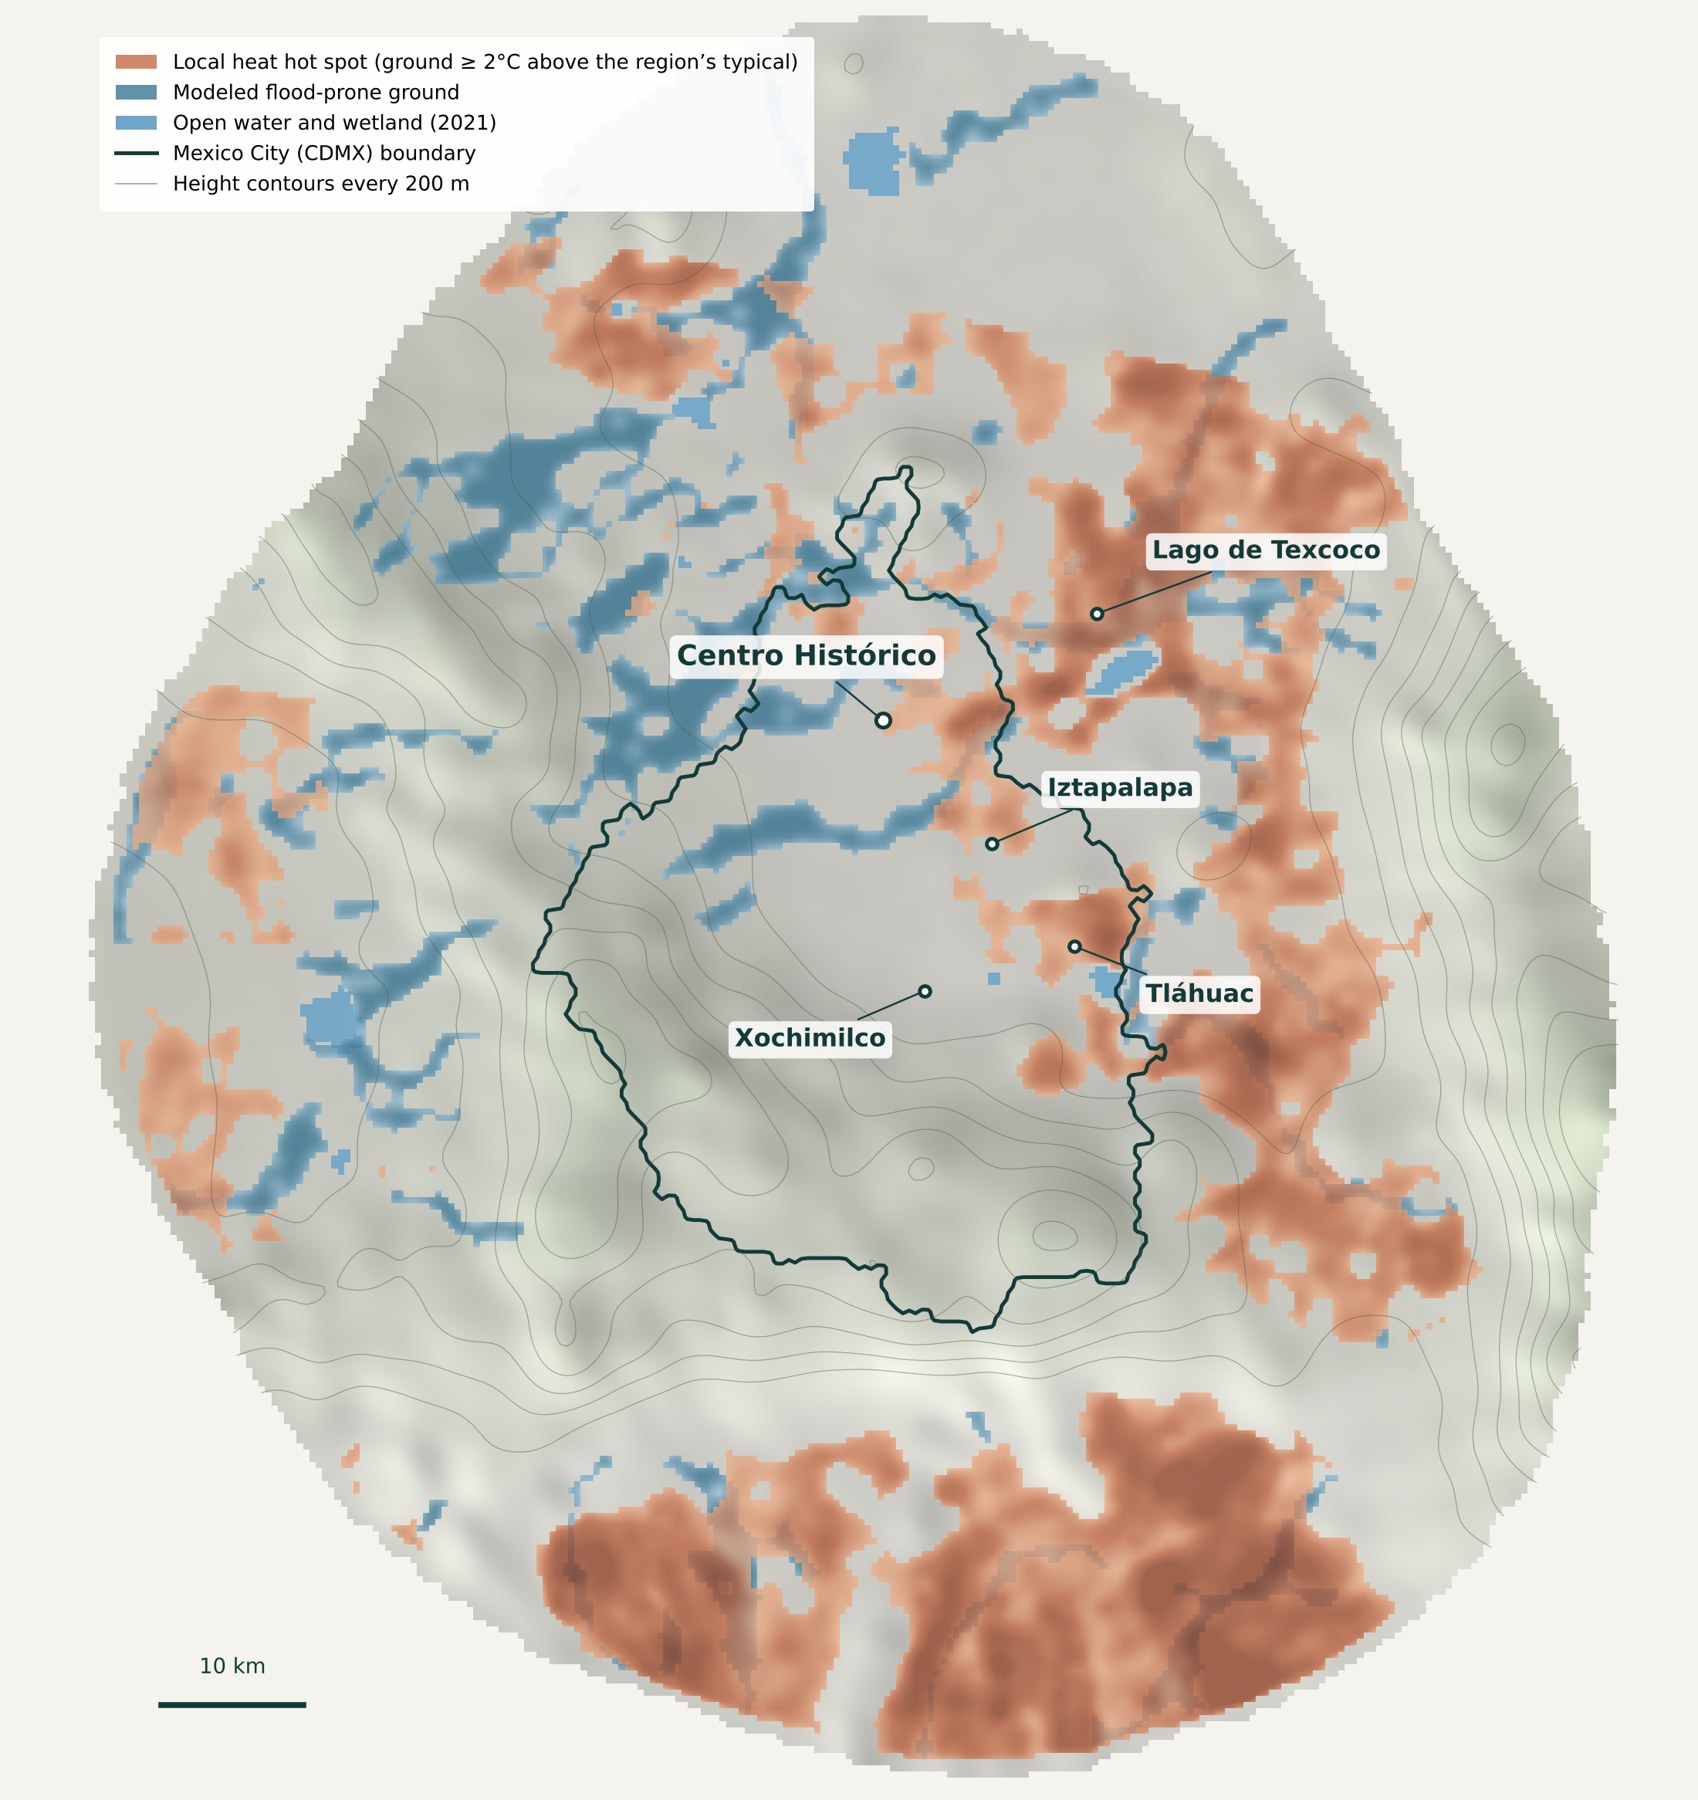 Local heat hot spot (ground ≥ 2°C above the region’s typical)
Modeled flood-prone ground
Open water and wetland (2021)
Mexico City (CDMX) boundary
Height contours every 200 m
Lago de Texcoco
Centro Histórico
Iztapalapa
Tláhuac
Xochimilco
10 km